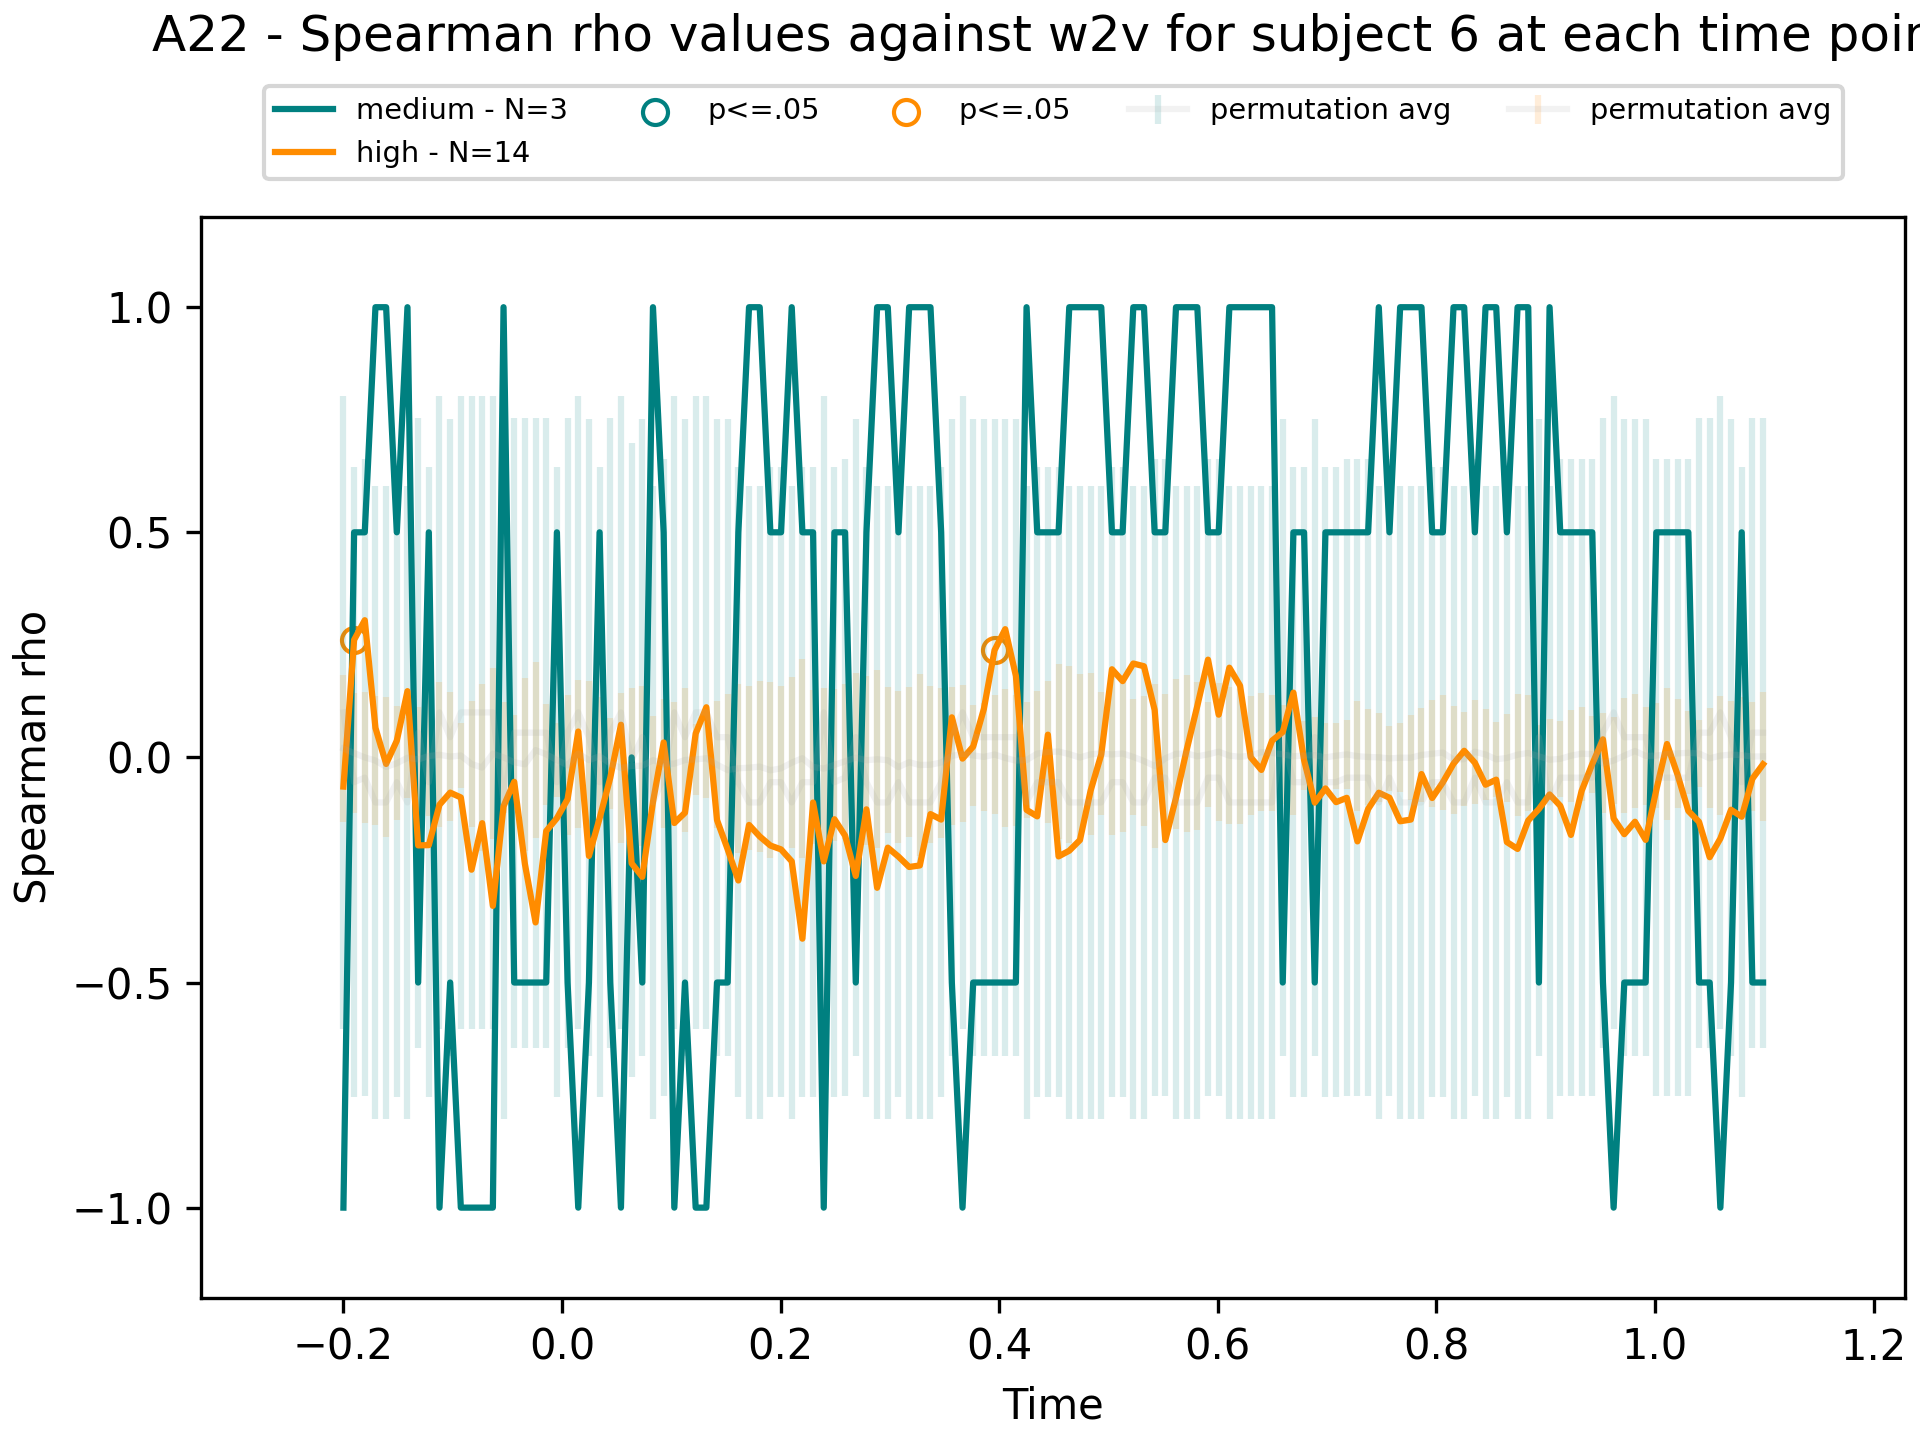 A22 - Spearman rho values against w2v for subject 6 at each time poin
medium - N=3 p<=.05 p<=.05 permutation avg permutation avg
high - N=14
1.0
0.5
0.0
−0.5
−1.0
Spearman rho
−0.2 0.0 0.2 0.4 0.6 0.8 1.0 1.2
Time